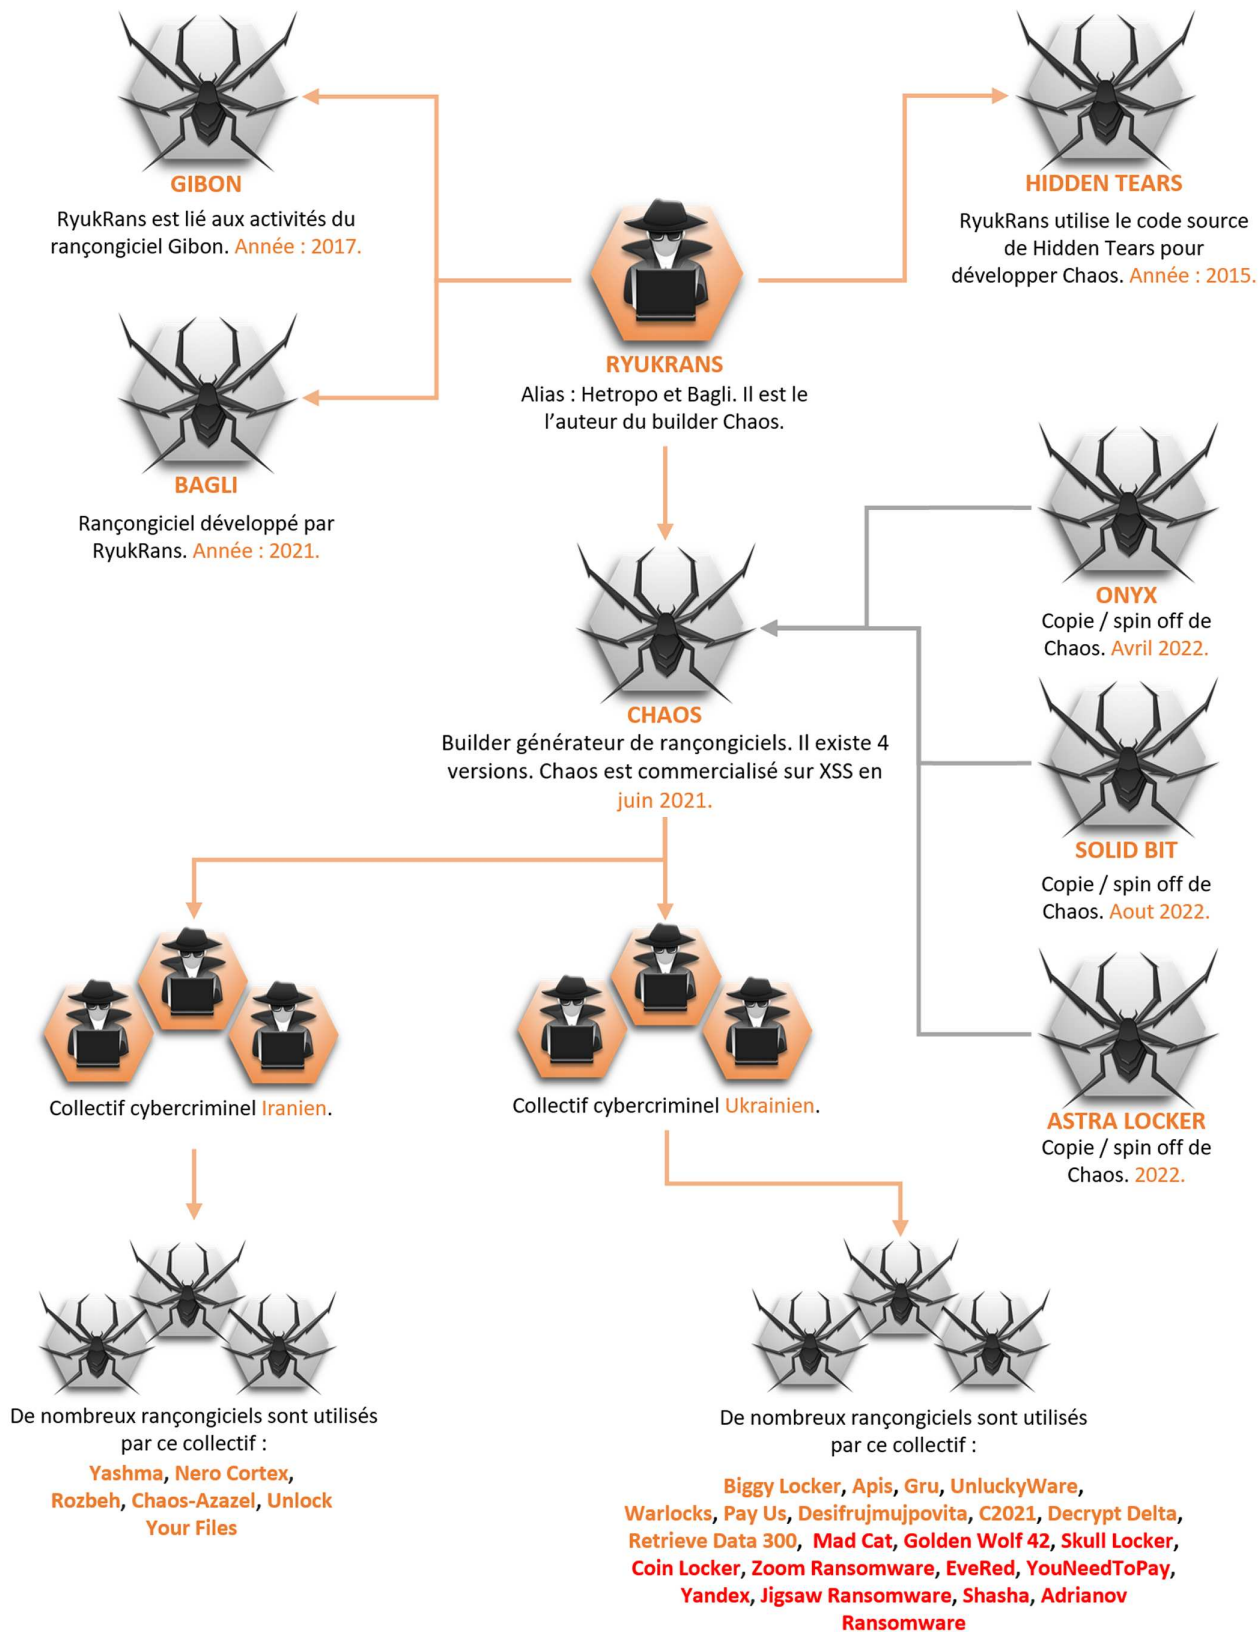 GIBON
RyukRans est lié aux activités du
rançongiciel Gibon. Année : 2017.
HIDDEN TEARS
RyukRans utilise le code source
de Hidden Tears pour
développer Chaos. Année : 2015.
RYUKRANS
Alias : Hetropo et Bagli. Il est le
l’auteur du builder Chaos.
BAGLI
Rançongiciel développé par
RyukRans. Année : 2021.
ONYX
Copie / spin off de
Chaos. Avril 2022.
CHAOS
Builder générateur de rançongiciels. Il existe 4
versions. Chaos est commercialisé sur XSS en
juin 2021.
SOLID BIT
Copie / spin off de
Chaos. Aout 2022.
ASTRA LOCKER
Copie / spin off de
Chaos. 2022.
Collectif cybercriminel Iranien.
Collectif cybercriminel Ukrainien.
De nombreux rançongiciels sont utilisés
par ce collectif :
Yashma, Nero Cortex,
Rozbeh, Chaos-Azazel, Unlock
Your Files
De nombreux rançongiciels sont utilisés
par ce collectif :
Biggy Locker, Apis, Gru, UnluckyWare,
Warlocks, Pay Us, Desifrujmujpovita, C2021, Decrypt Delta,
Retrieve Data 300, Mad Cat, Golden Wolf 42, Skull Locker,
Coin Locker, Zoom Ransomware, EveRed, YouNeedToPay,
Yandex, Jigsaw Ransomware, Shasha, Adrianov
Ransomware